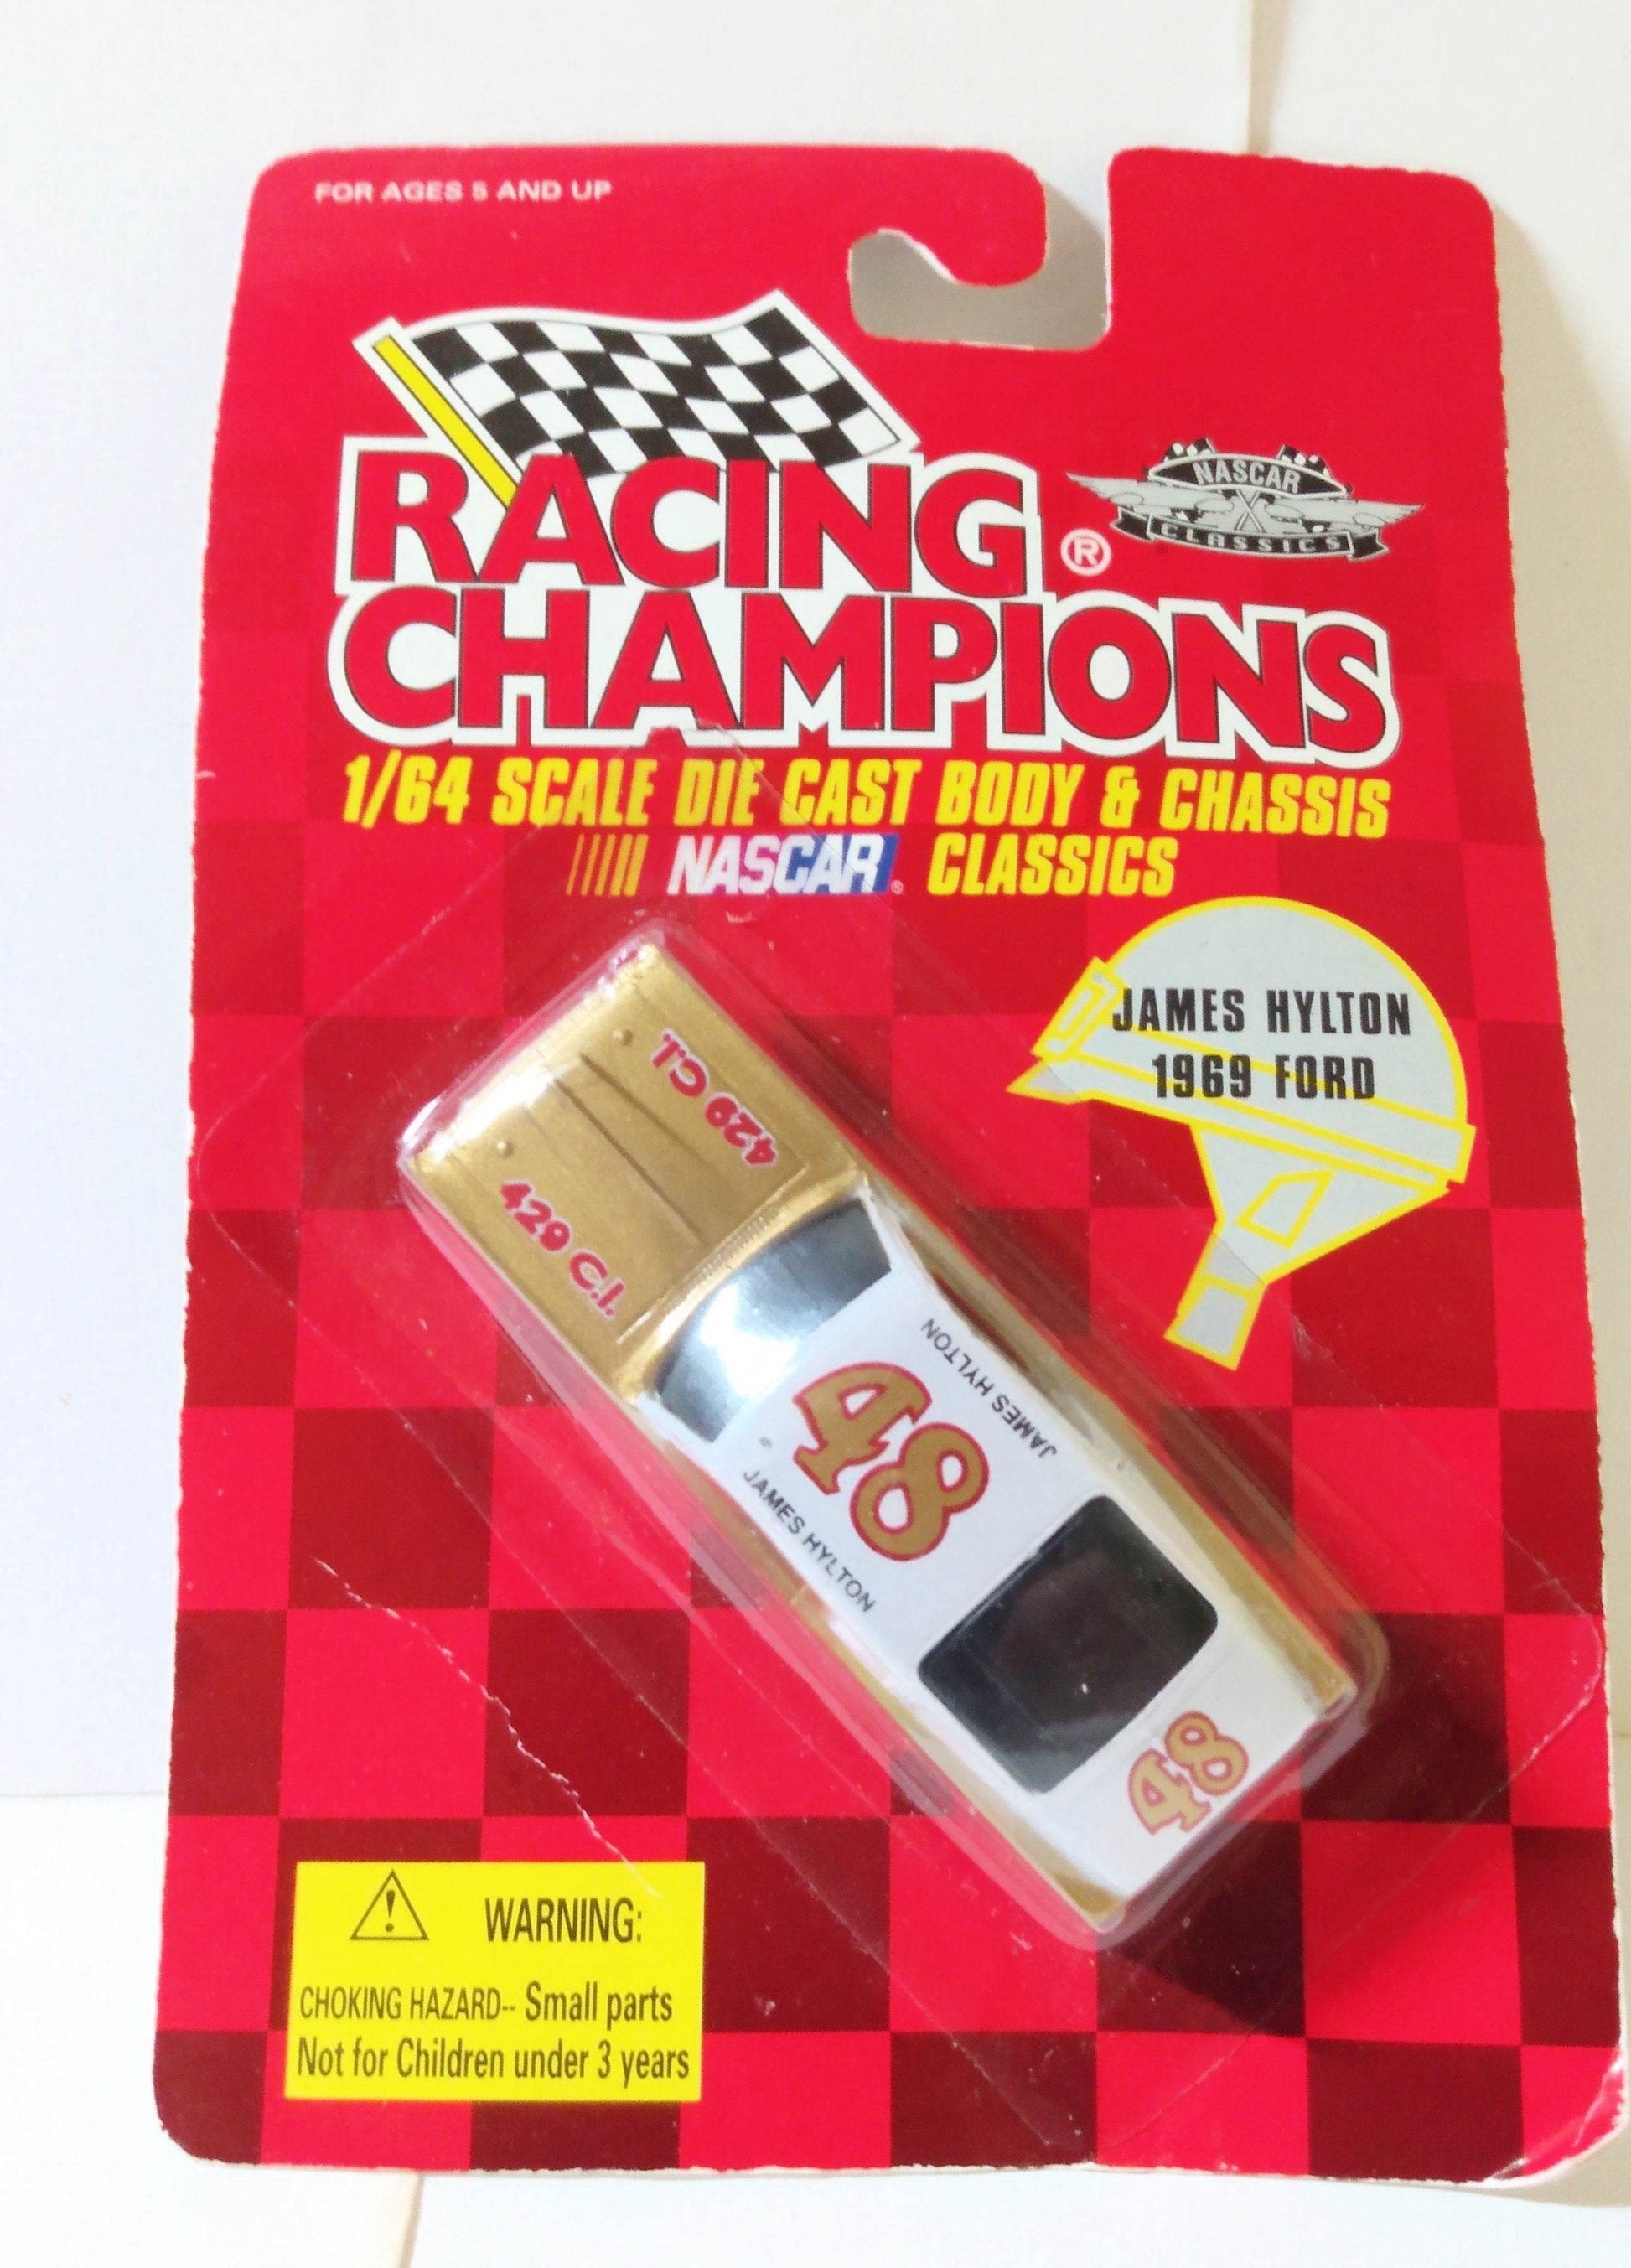 FOR AGES 5 AND UP
RACING ®
CHAMPIONS
NASCAR
CLASSICS
1/64 SCALE DIE CAST BODY & CHASSIS
NASCAR® CLASSICS
JAMES HYLTON
1969 FORD
429 C.I.
429 C.I.
JAMES HYLTON
48
JAMES HYLTON
48
WARNING:
CHOKING HAZARD-- Small parts
Not for Children under 3 years